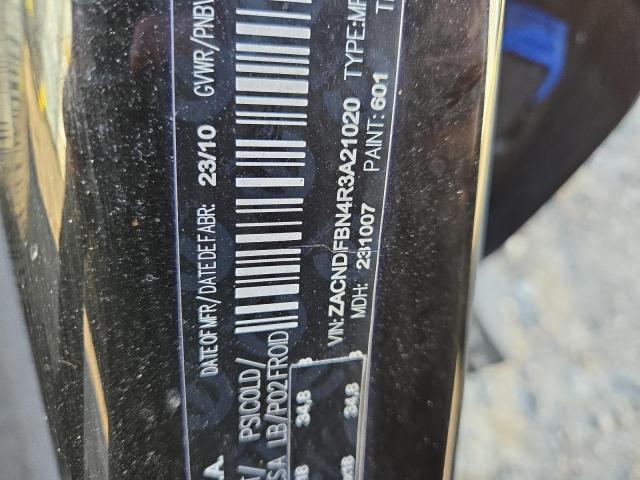 DATE OF MFR/DATE DE FABR: 23/10 GVWR/PNBV
VIN: ZACNDFBN4R3A21020 TYPE: MP
MDH: 231007 PAINT: 601
PSI COLD/
LB/PO2 FROID
34,8
34,8